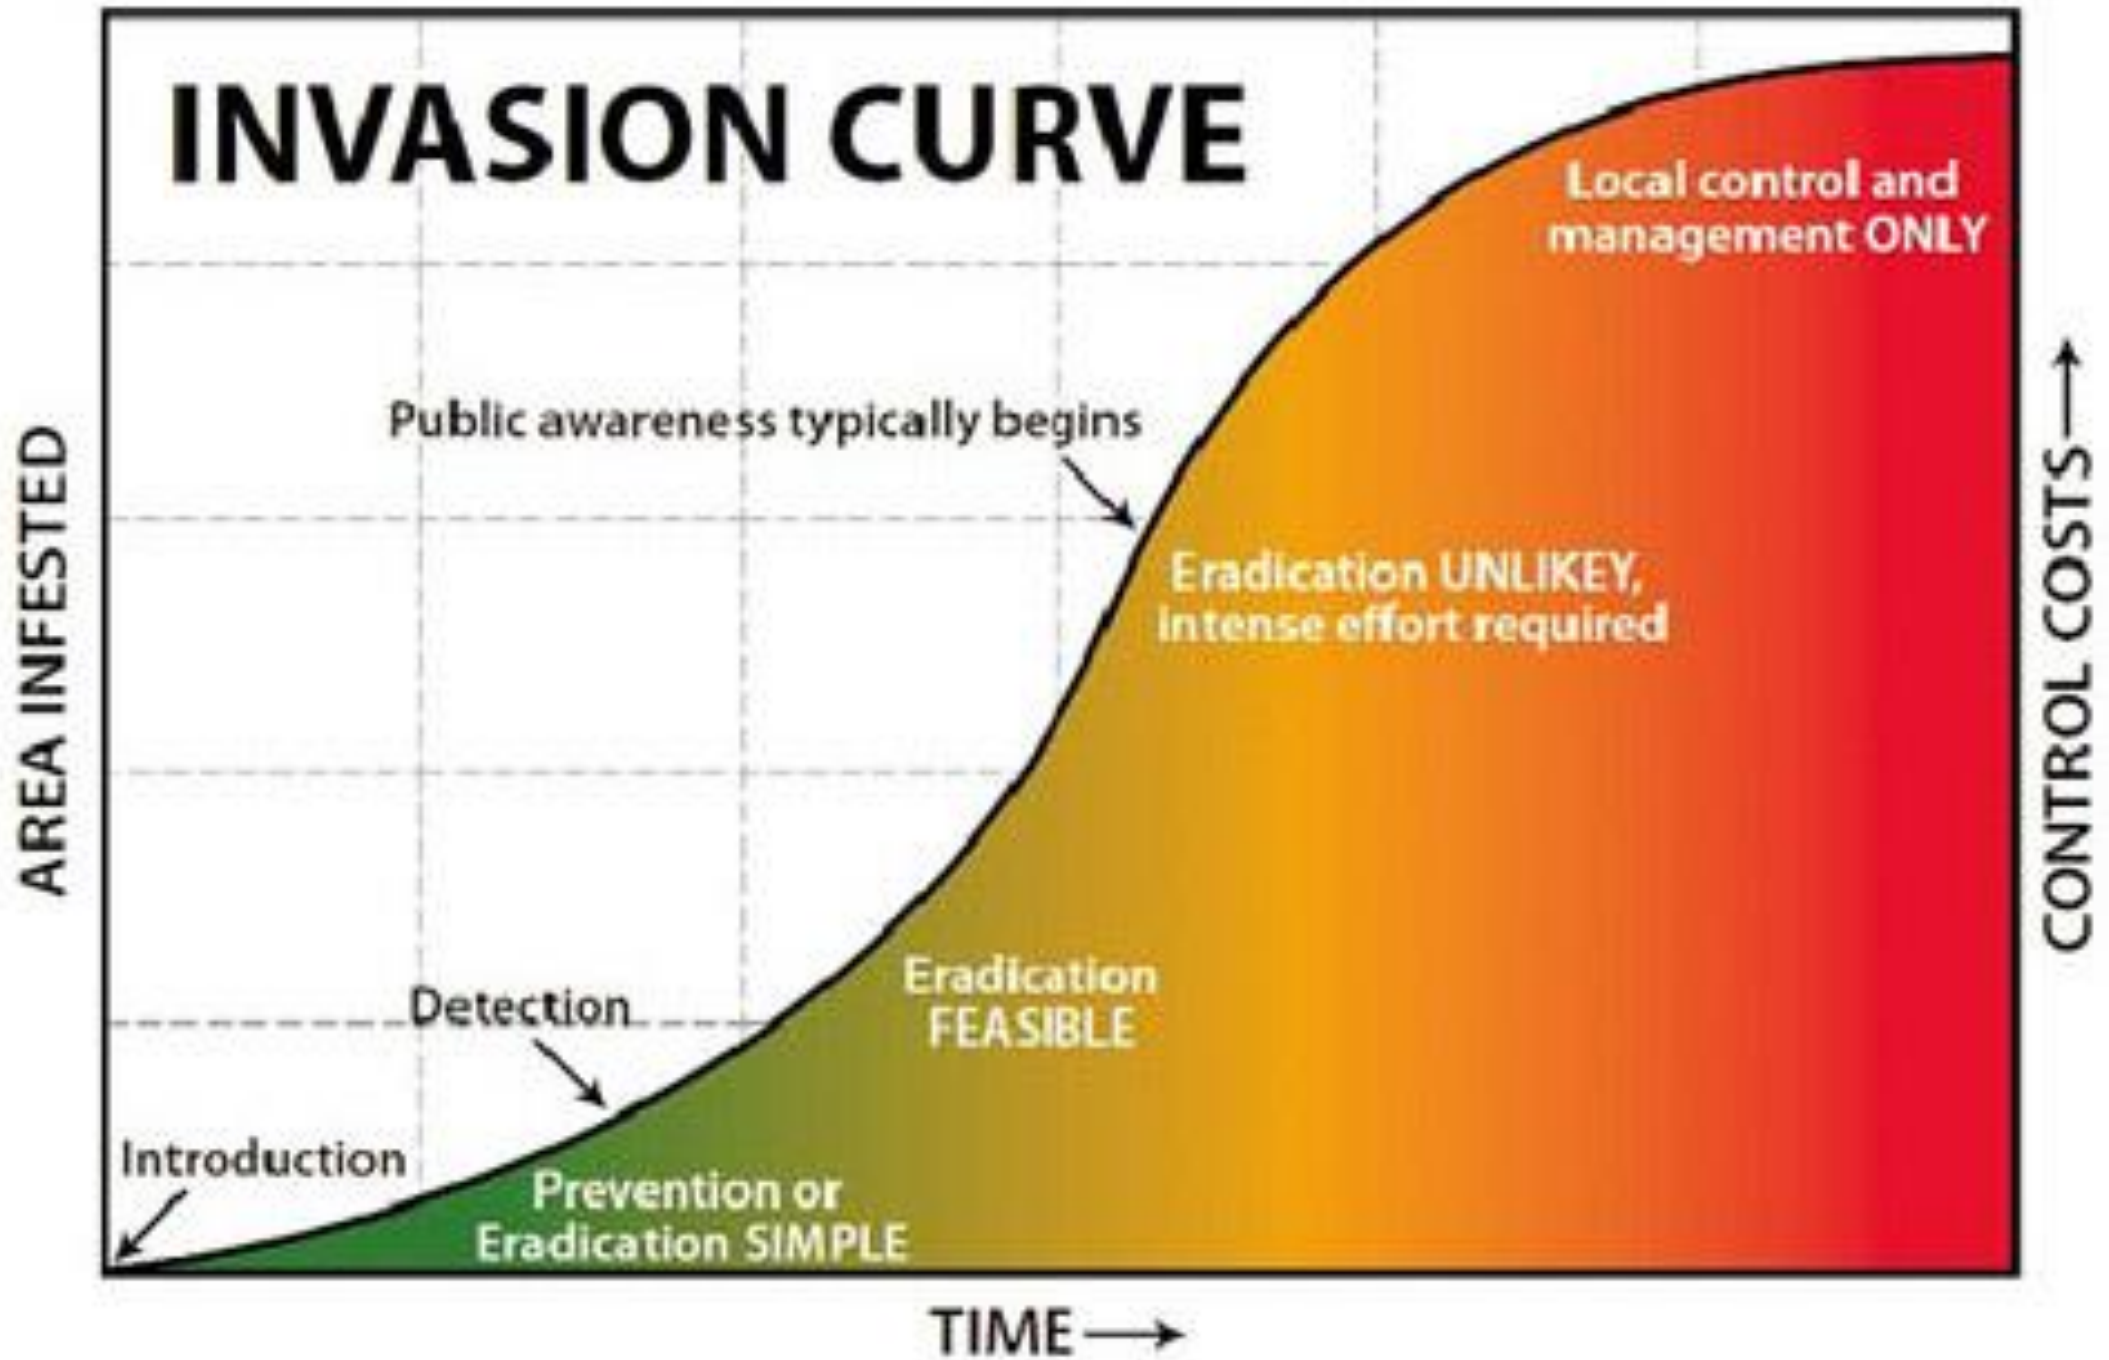 INVASION CURVE
Local control and
management ONLY
Public awareness typically begins
Eradication UNLIKEY,
intense effort required
Detection
Eradication
FEASIBLE
Introduction
Prevention or
Eradication SIMPLE
AREA INFESTED
CONTROL COSTS
TIME